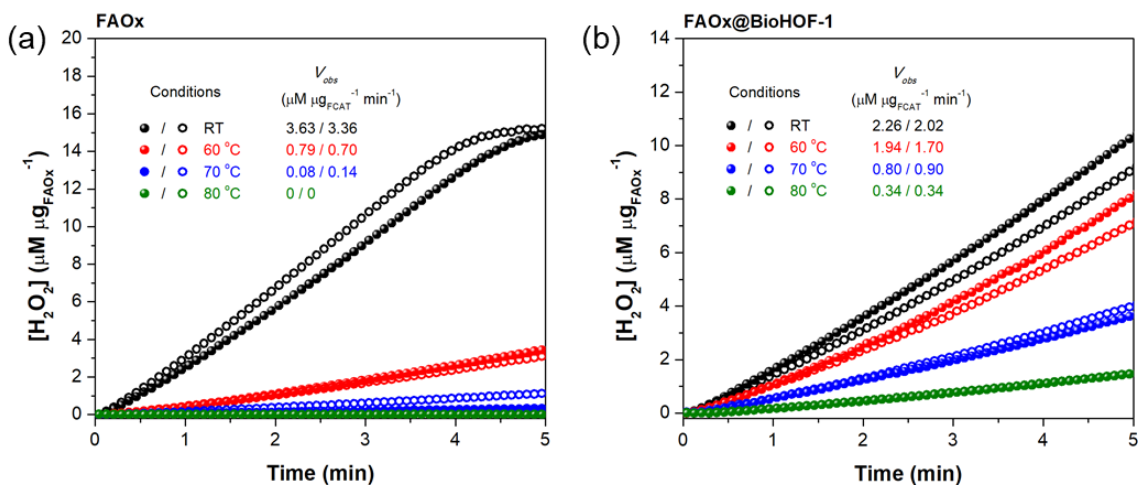 (a)
FAOx
[H2O2] (μM μgFAOx-1)
20
18
16
14
12
10
8
6
4
2
0
Conditions
Vobs
(μM μgFCAT-1 min-1)
/ RT 3.63 / 3.36
/ 60 °C 0.79 / 0.70
/ 70 °C 0.08 / 0.14
/ 80 °C 0 / 0
0 1 2 3 4 5
Time (min)
(b)
FAOx@BioHOF-1
[H2O2] (μM μgFAOx-1)
14
12
10
8
6
4
2
0
Conditions
Vobs
(μM μgFCAT-1 min-1)
/ RT 2.26 / 2.02
/ 60 °C 1.94 / 1.70
/ 70 °C 0.80 / 0.90
/ 80 °C 0.34 / 0.34
0 1 2 3 4 5
Time (min)